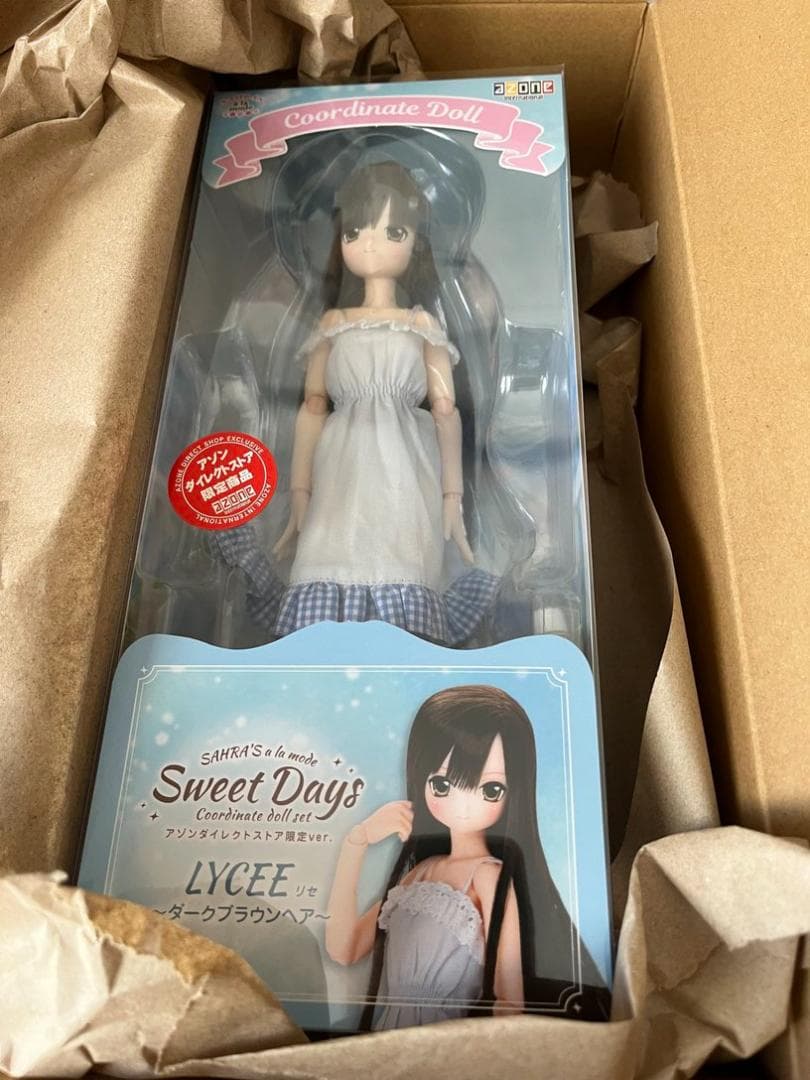 azone
international
Coordinate Doll
AZONE DIRECT SHOP EXCLUSIVE
アゾン
ダイレクトストア
限定商品
azone
AZONE INTERNATIONAL
SAHRA'S a la mode
Sweet Days
Coordinate doll set
アゾンダイレクトストア限定ver.
LYCEE リセ
～ダークブラウンヘア～